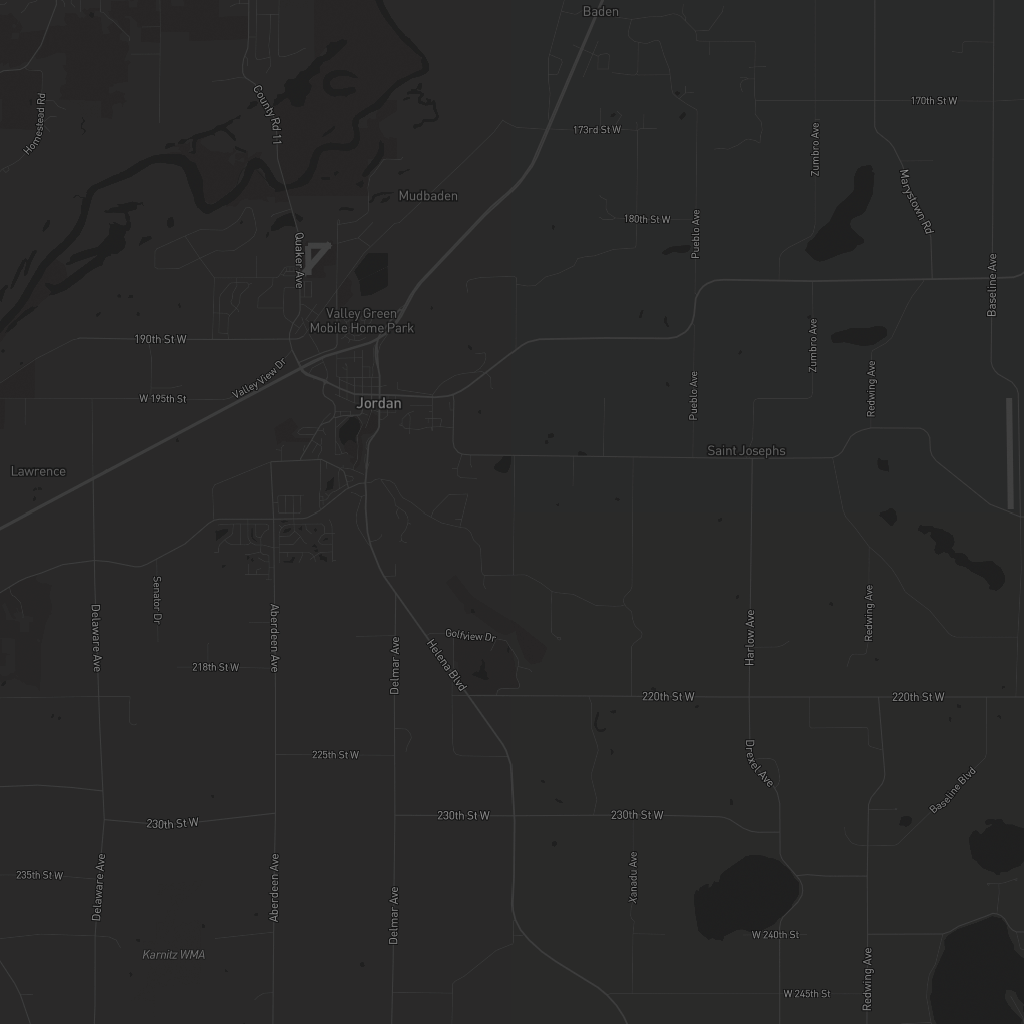 Baden
Homestead Rd
County Rd 11
170th St W
173rd St W
Zumbro Ave
Marystown Rd
Mudbaden
180th St W
Pueblo Ave
Quaker Ave
Baseline Ave
Valley Green
Mobile Home Park
190th St W
Zumbro Ave
Valley View Dr
W 195th St
Pueblo Ave
Redwing Ave
Jordan
Saint Josephs
Lawrence
Senator Dr
Delaware Ave
Aberdeen Ave
Redwing Ave
Harlow Ave
Golfview Dr
Delmar Ave
Helena Blvd
218th St W
220th St W
220th St W
225th St W
Drexel Ave
Baseline Blvd
230th St W
230th St W
230th St W
235th St W
Delaware Ave
Aberdeen Ave
Delmar Ave
Xanadu Ave
W 240th St
Karnitz WMA
Redwing Ave
W 245th St